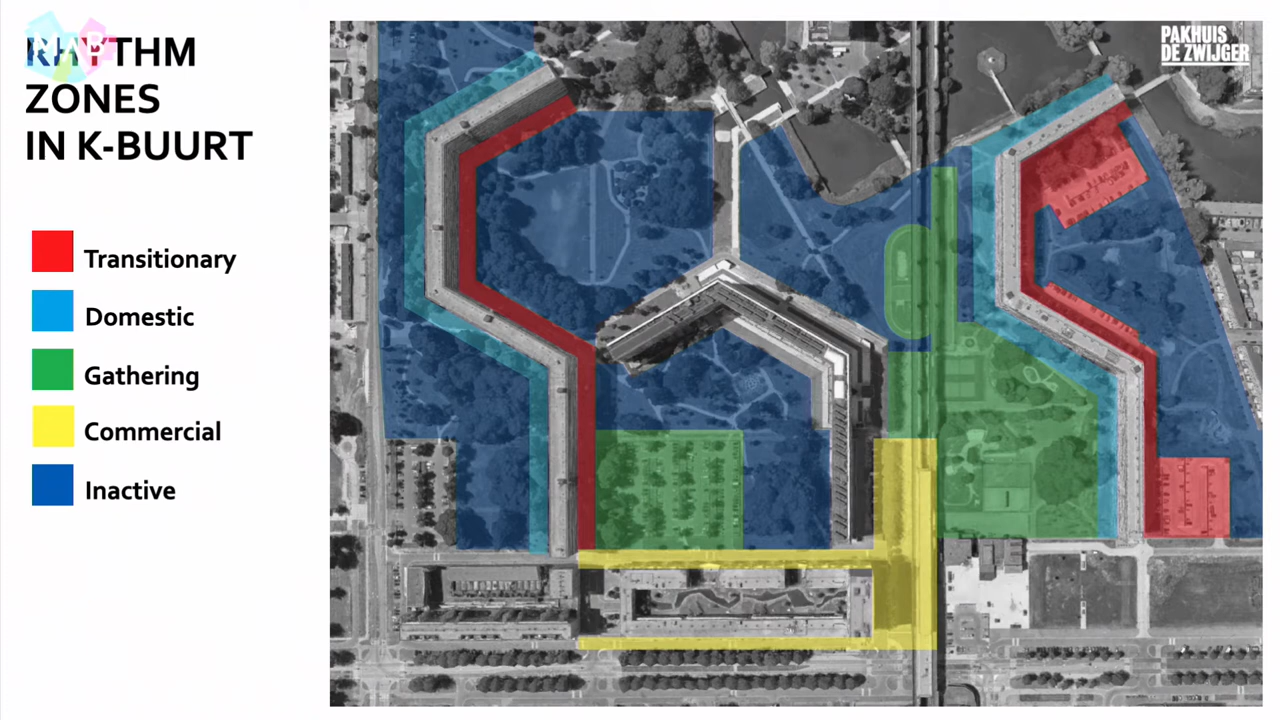 RHYTHM
ZONES
IN K-BUURT
Transitionary
Domestic
Gathering
Commercial
Inactive
PAKHUIS
DE ZWIJGER